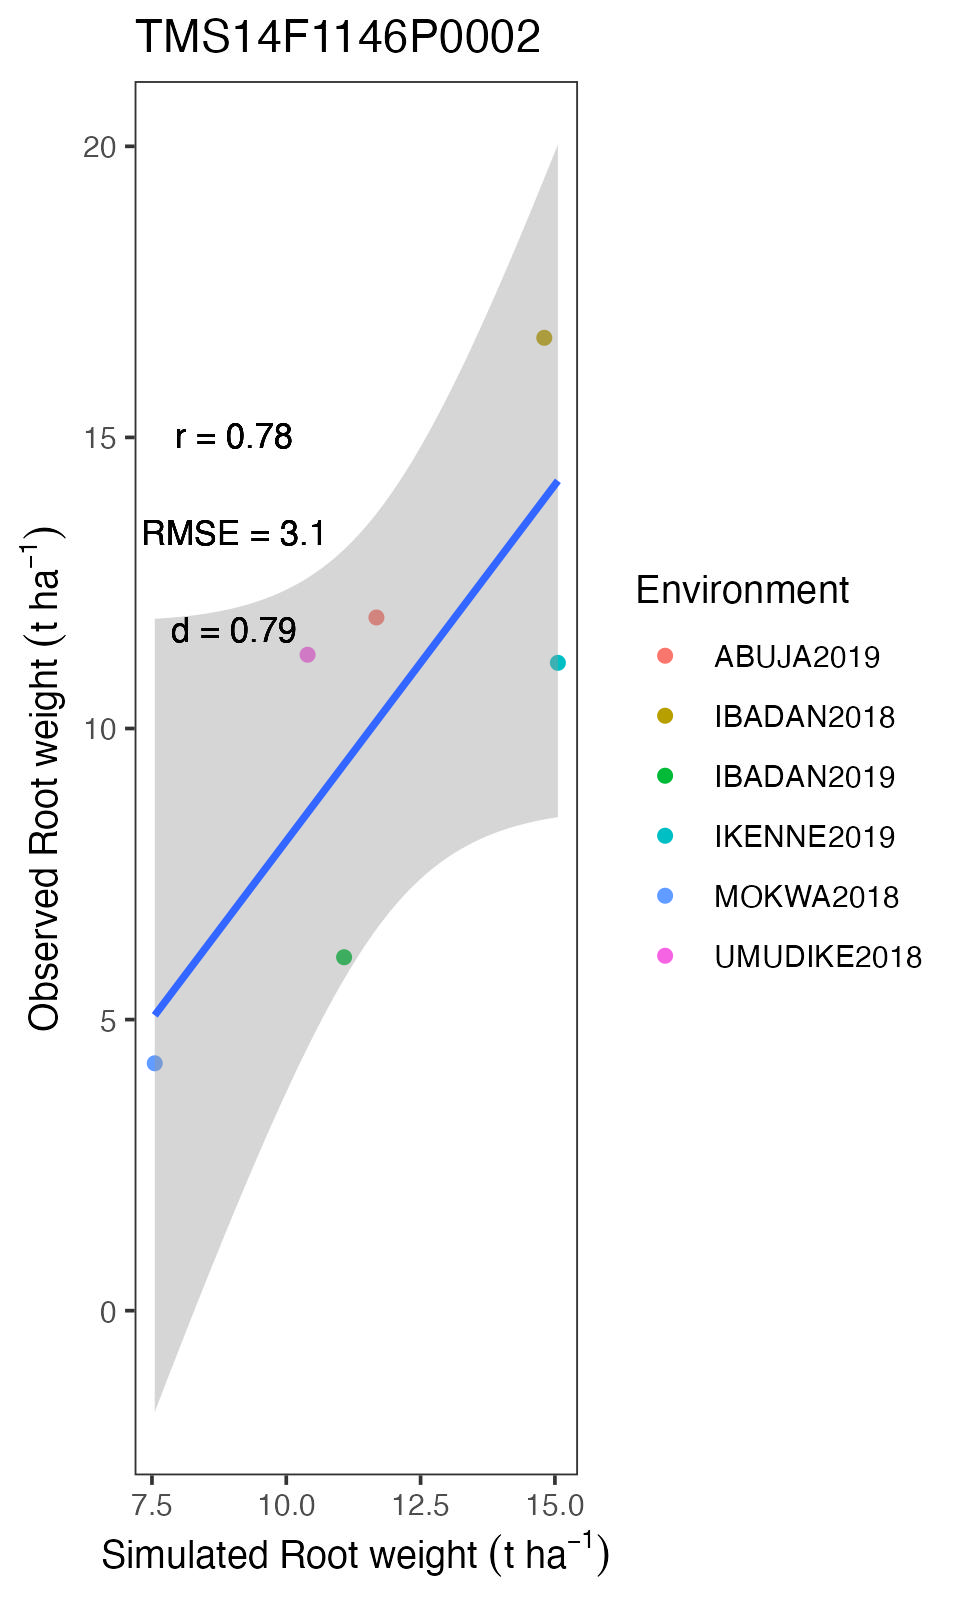 TMS14F1146P0002
20
15
10
5
0
r = 0.78
RMSE = 3.1
d = 0.79
Observed Root weight (t ha⁻¹)
7.5 10.0 12.5 15.0
Simulated Root weight (t ha⁻¹)
Environment
ABUJA2019
IBADAN2018
IBADAN2019
IKENNE2019
MOKWA2018
UMUDIKE2018